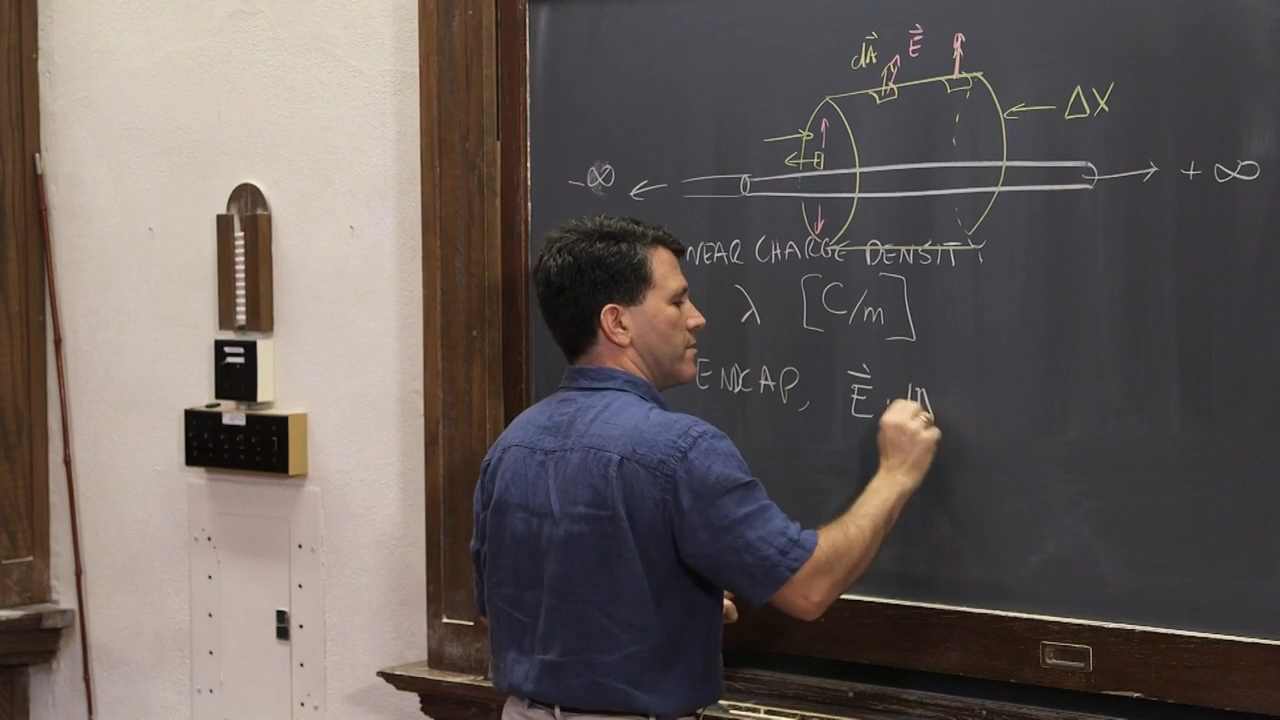 dA E
ΔX
-∞ + ∞
NEAR CHARGE DENSITY
λ [C/m]
ENDCAP, E